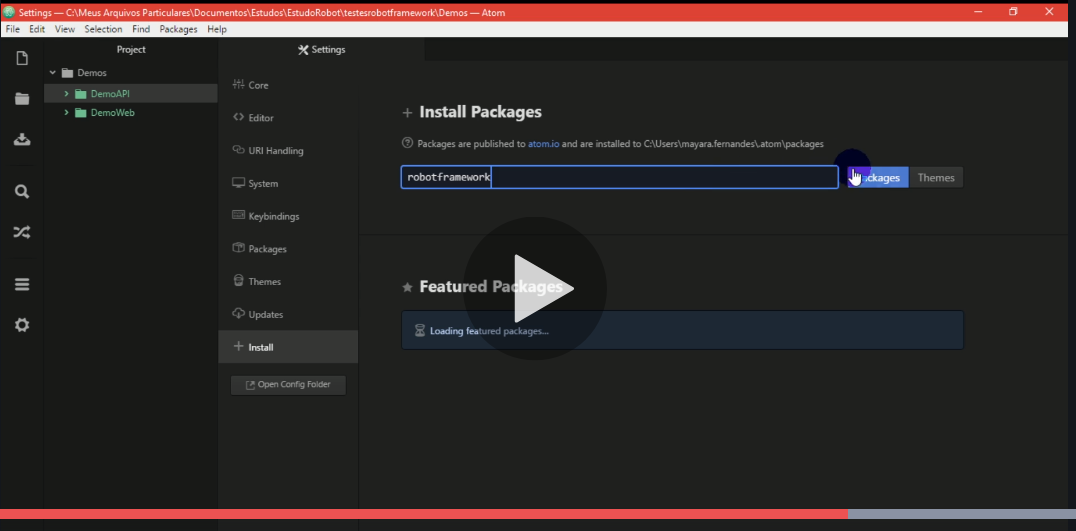 Settings — C:\Meus Arquivos Particulares\Documentos\Estudos\EstudoRobot\testesrobotframework\Demos — Atom
File Edit View Selection Find Packages Help
Project
Settings
Demos
DemoAPI
DemoWeb
Core
Editor
URI Handling
System
Keybindings
Packages
Themes
Updates
Install
Open Config Folder
Install Packages
Packages are published to atom.io and are installed to C:\Users\mayara.fernandes\.atom\packages
robotframework
Packages Themes
Featured Packages
Loading featured packages...